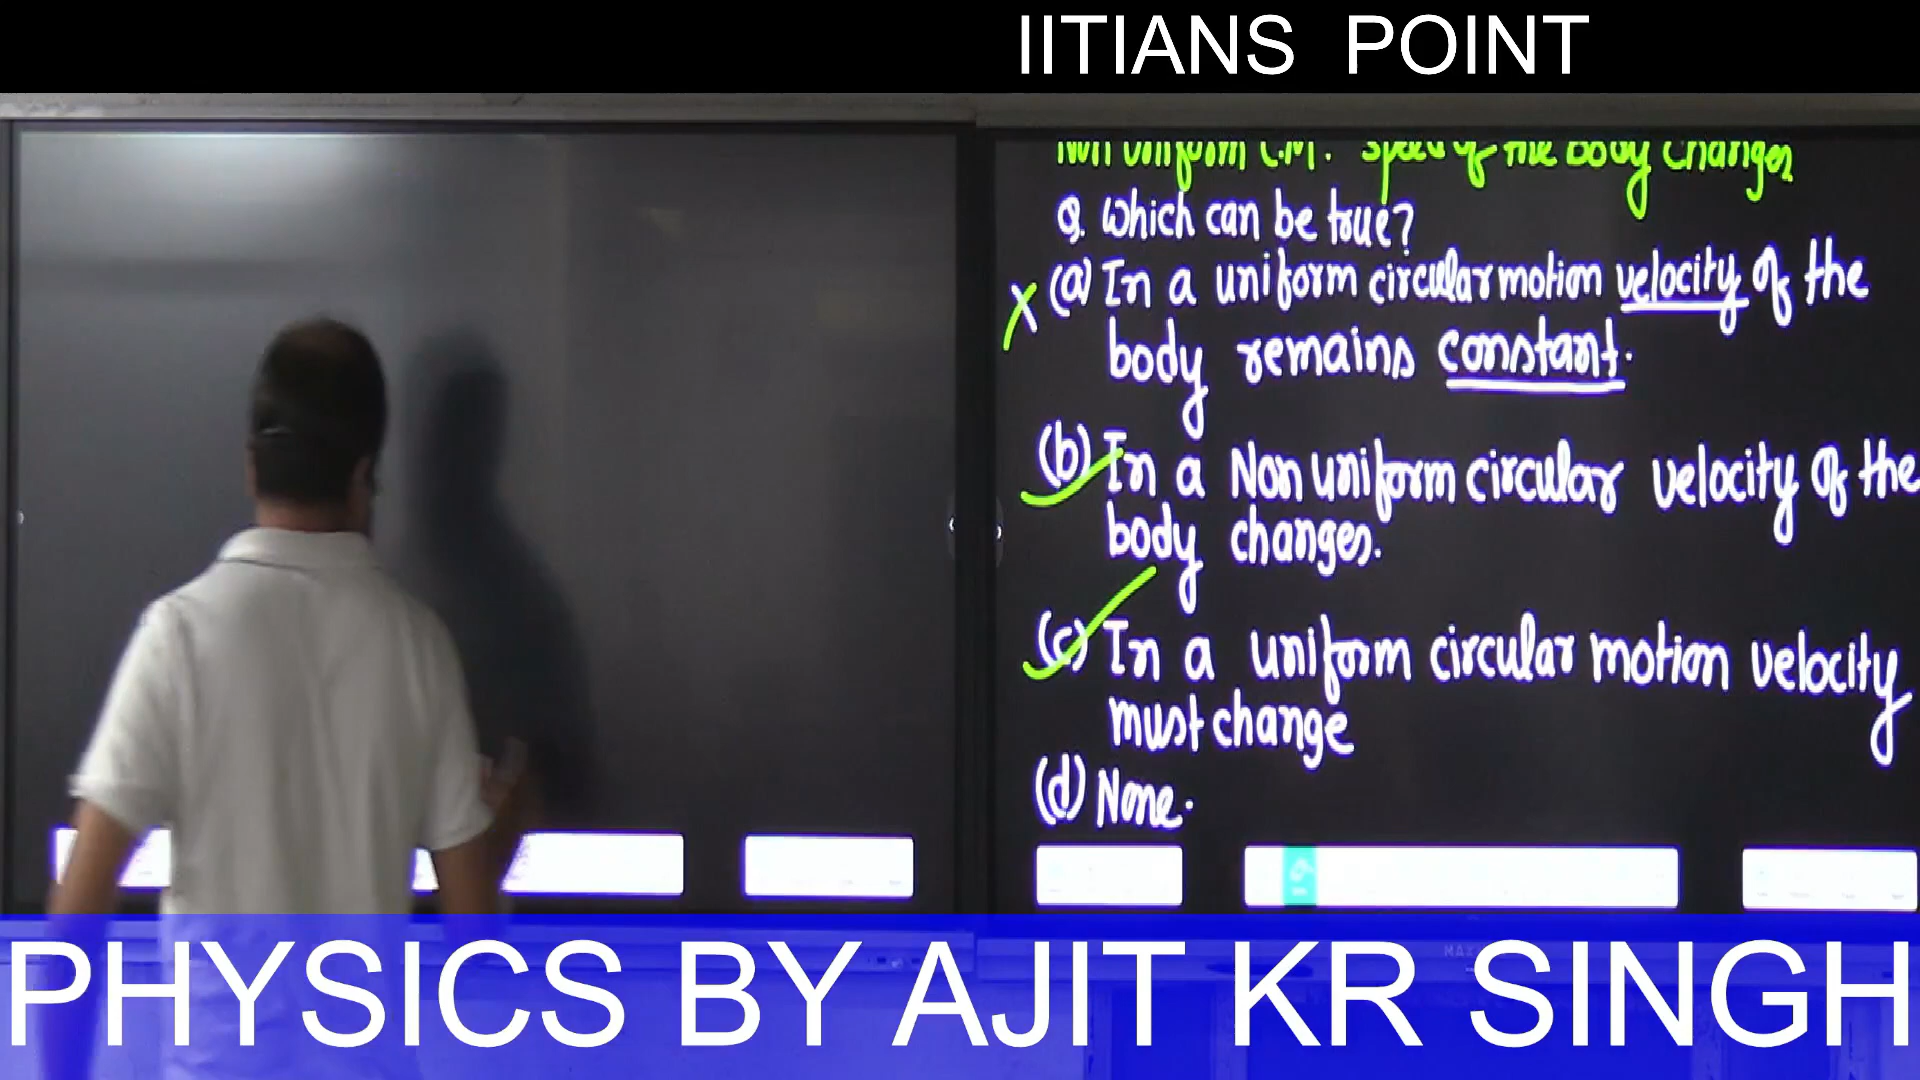 IITIANS POINT
Non uniform C.M. speed of the body changes
Q. Which can be true?
(a) In a uniform circular motion velocity of the
body remains constant.
(b) In a Non uniform circular velocity of the
body changes.
(c) In a uniform circular motion velocity
must change
(d) None.
PHYSICS BY AJIT KR SINGH